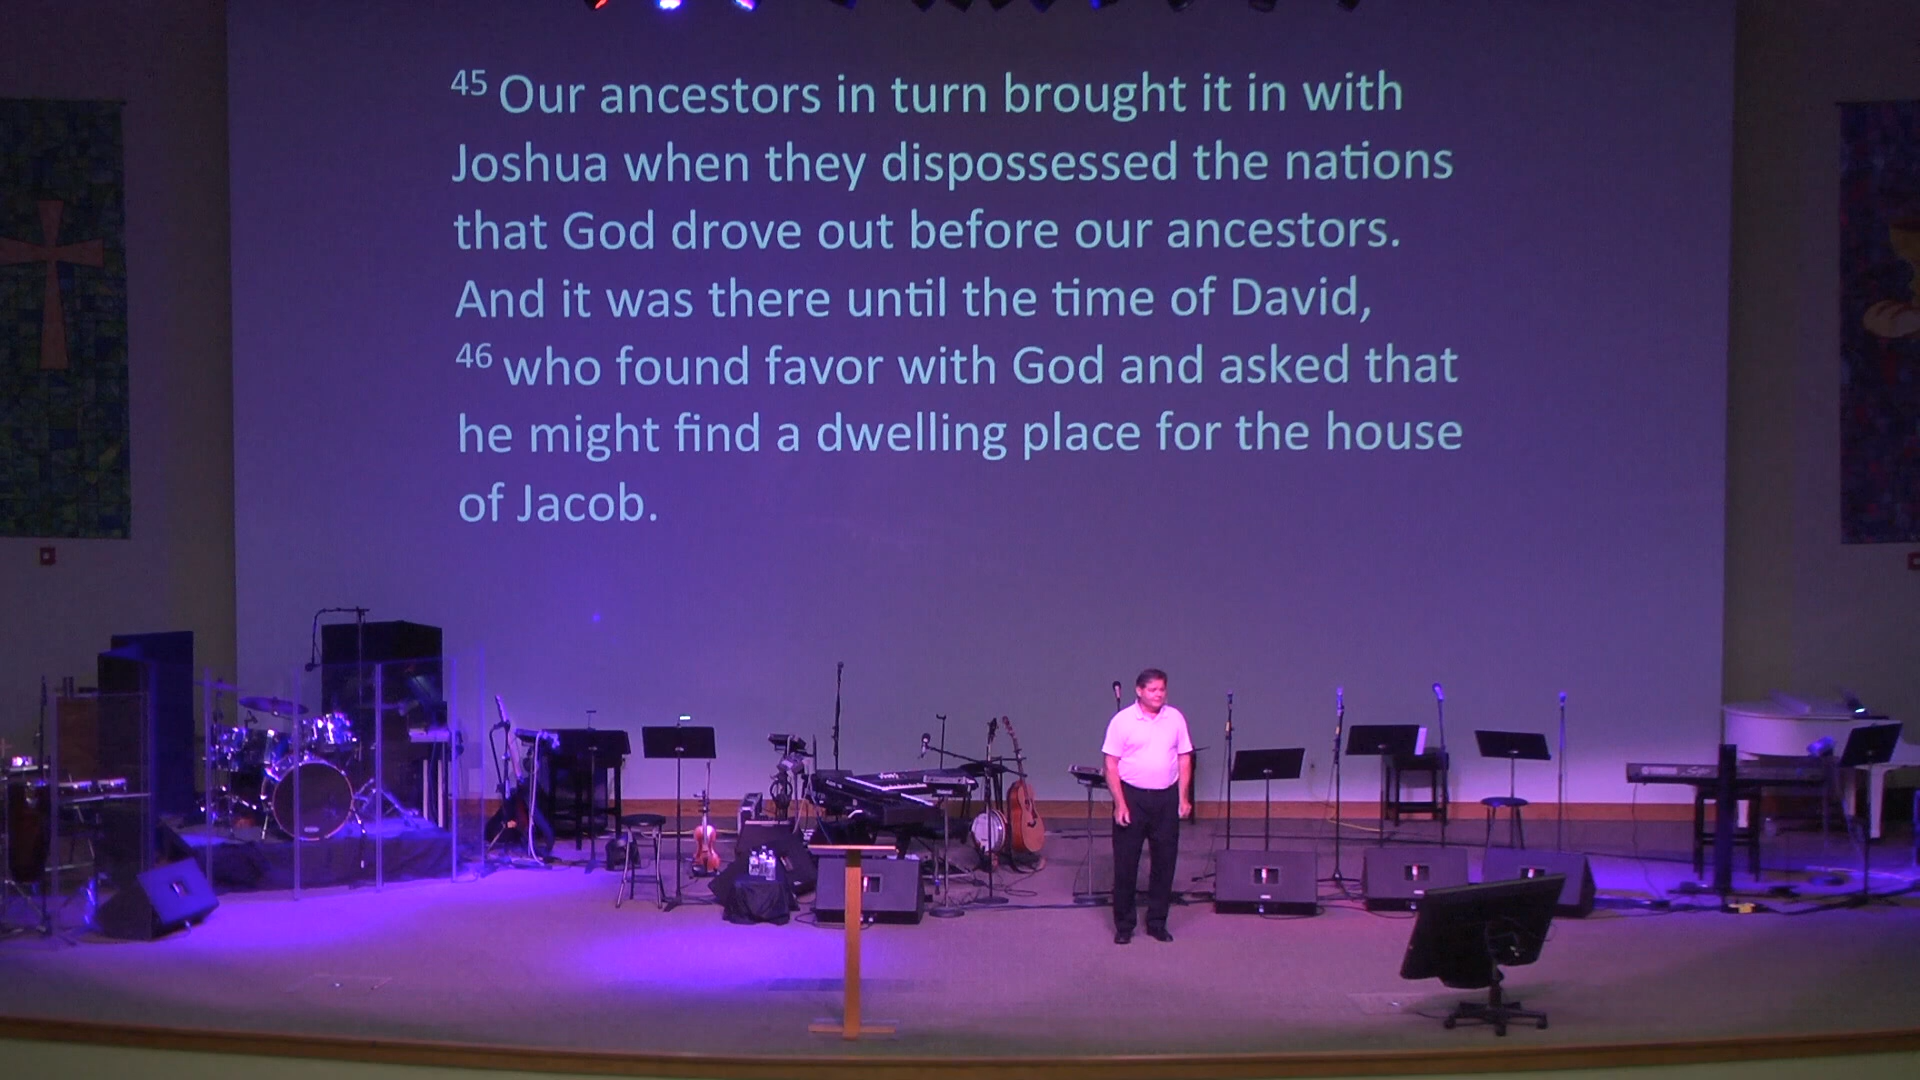 45 Our ancestors in turn brought it in with
Joshua when they dispossessed the nations
that God drove out before our ancestors.
And it was there until the time of David,
46 who found favor with God and asked that
he might find a dwelling place for the house
of Jacob.